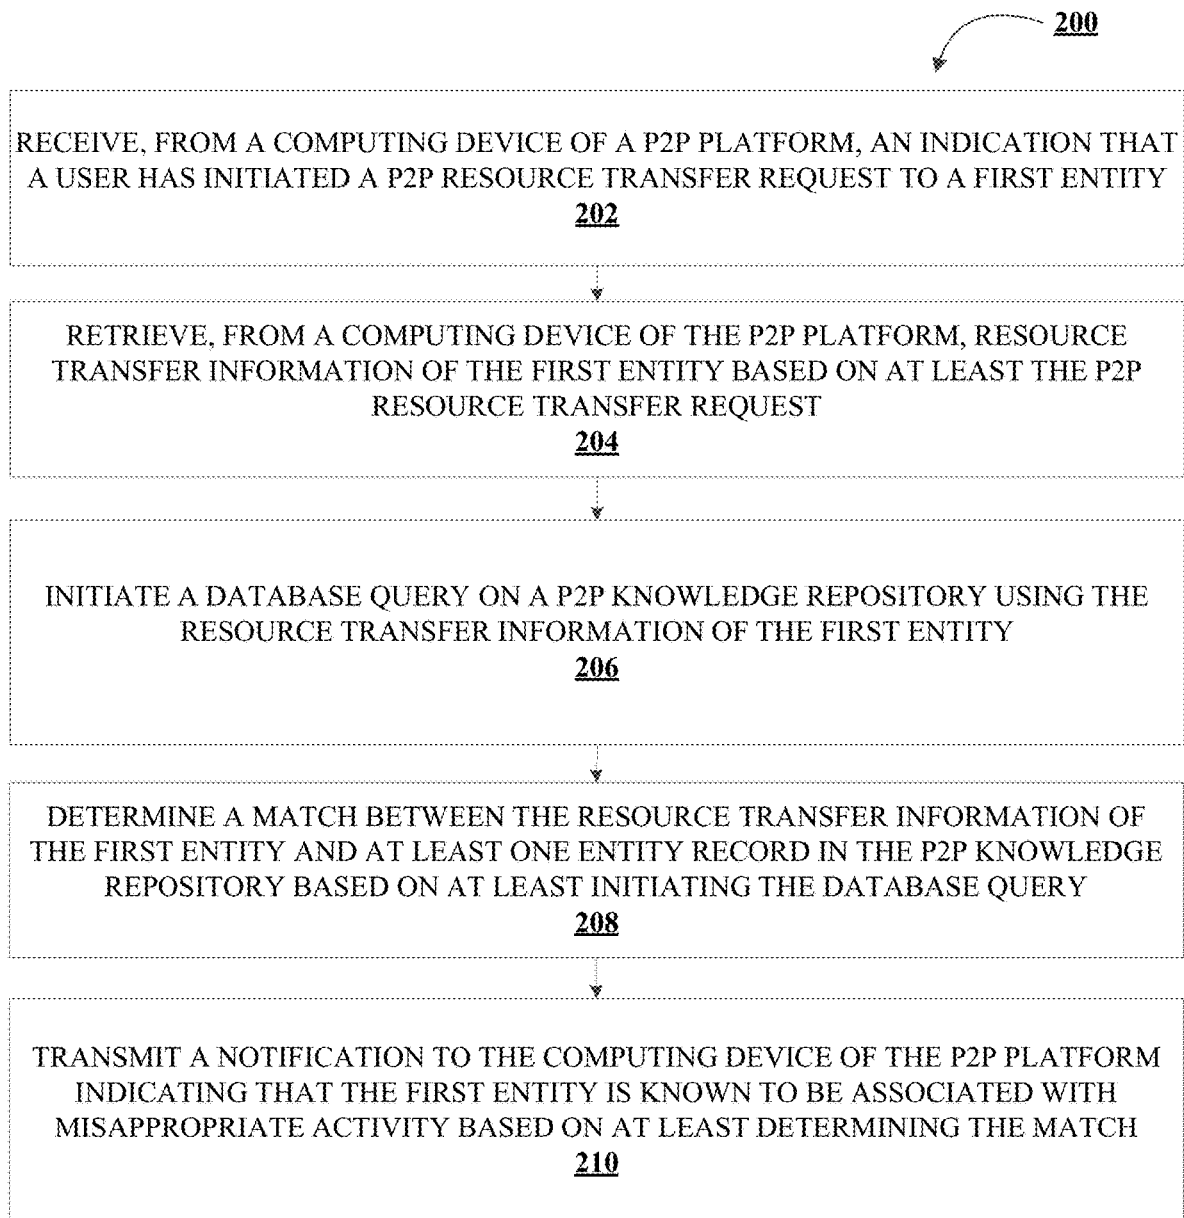 200
RECEIVE, FROM A COMPUTING DEVICE OF A P2P PLATFORM, AN INDICATION THAT
A USER HAS INITIATED A P2P RESOURCE TRANSFER REQUEST TO A FIRST ENTITY
202
RETRIEVE, FROM A COMPUTING DEVICE OF THE P2P PLATFORM, RESOURCE
TRANSFER INFORMATION OF THE FIRST ENTITY BASED ON AT LEAST THE P2P
RESOURCE TRANSFER REQUEST
204
INITIATE A DATABASE QUERY ON A P2P KNOWLEDGE REPOSITORY USING THE
RESOURCE TRANSFER INFORMATION OF THE FIRST ENTITY
206
DETERMINE A MATCH BETWEEN THE RESOURCE TRANSFER INFORMATION OF
THE FIRST ENTITY AND AT LEAST ONE ENTITY RECORD IN THE P2P KNOWLEDGE
REPOSITORY BASED ON AT LEAST INITIATING THE DATABASE QUERY
208
TRANSMIT A NOTIFICATION TO THE COMPUTING DEVICE OF THE P2P PLATFORM
INDICATING THAT THE FIRST ENTITY IS KNOWN TO BE ASSOCIATED WITH
MISAPPROPRIATE ACTIVITY BASED ON AT LEAST DETERMINING THE MATCH
210